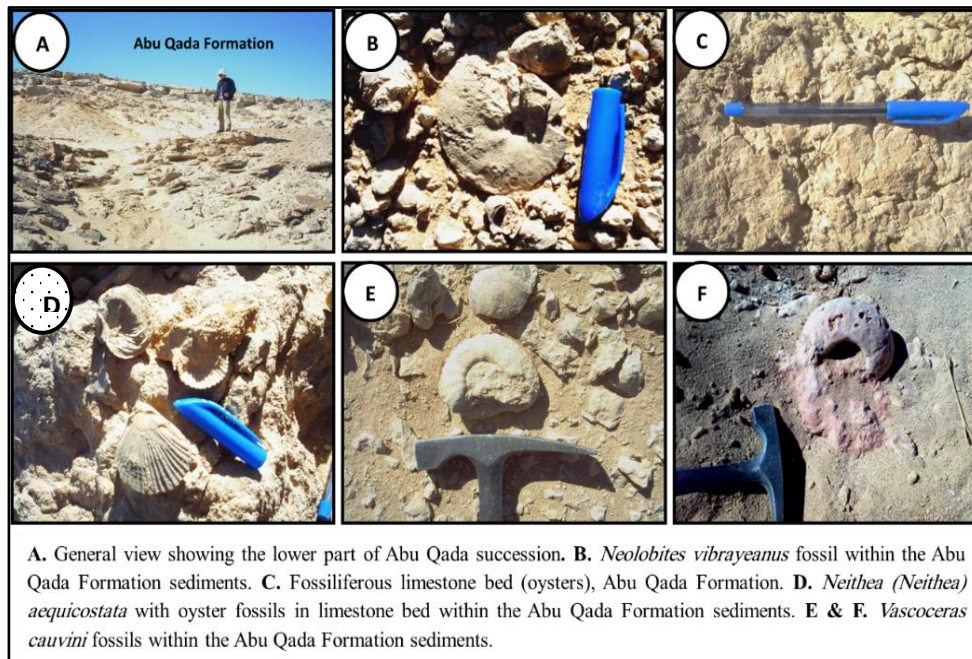 A
Abu Qada Formation
B
C
D
E
F
A. General view showing the lower part of Abu Qada succession. B. Neolobites vibrayeanus fossil within the Abu
Qada Formation sediments. C. Fossiliferous limestone bed (oysters), Abu Qada Formation. D. Neithea (Neithea)
aequicostata with oyster fossils in limestone bed within the Abu Qada Formation sediments. E & F. Vascoceras
cauvini fossils within the Abu Qada Formation sediments.